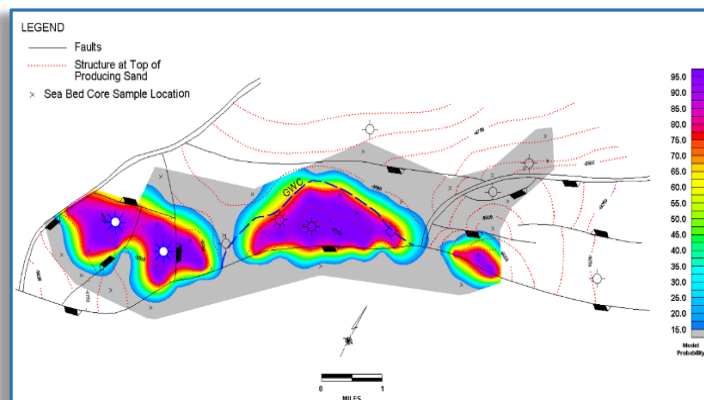 LEGEND
Faults
Structure at Top of
Producing Sand
Sea Bed Core Sample Location
GWC
95.0
90.0
85.0
80.0
75.0
70.0
65.0
60.0
55.0
50.0
45.0
40.0
35.0
30.0
25.0
20.0
15.0
Model
Probability
0 1
MILES